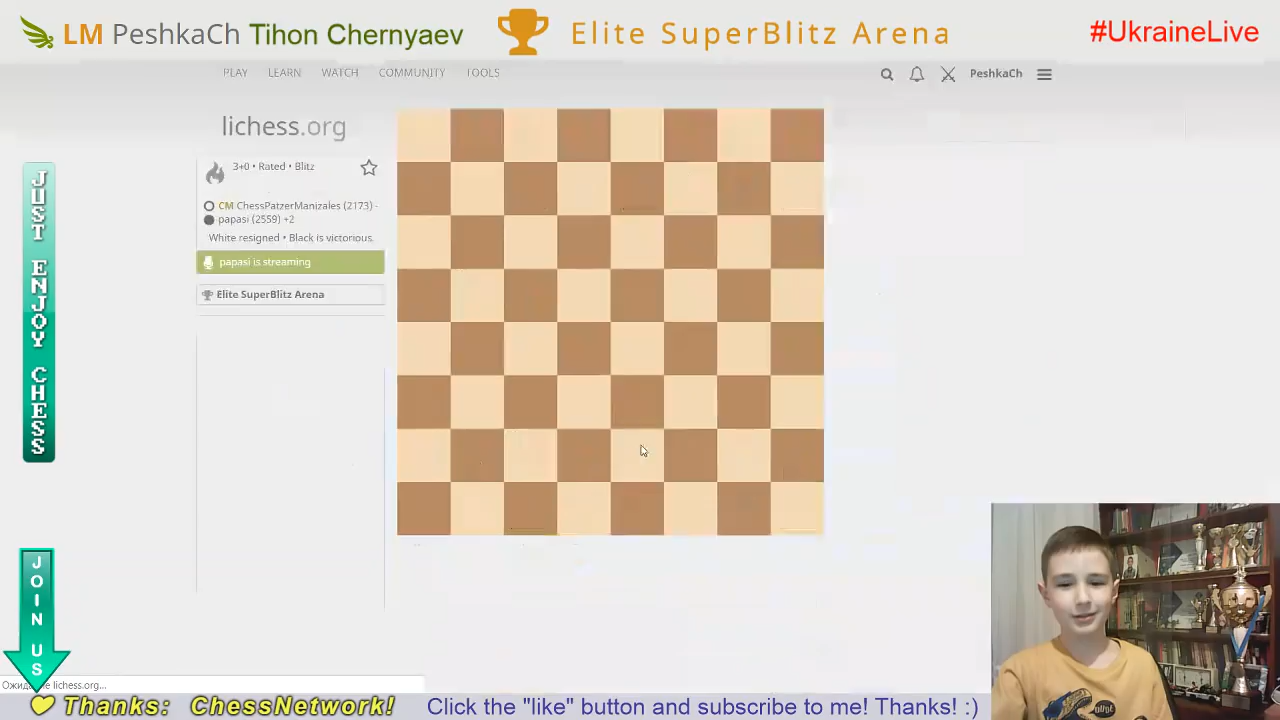 LM PeshkaCh Tihon Chernyaev
Elite SuperBlitz Arena
#UkraineLive
PLAY LEARN WATCH COMMUNITY TOOLS
PeshkaCh
lichess.org
3+0 • Rated • Blitz
CM ChessPatzerManizales (2173) -
papasi (2559) +2
White resigned • Black is victorious.
papasi is streaming
Elite SuperBlitz Arena
JUST ENJOY CHESS
JOIN US
lichess.org...
Thanks: ChessNetwork!
Click the "like" button and subscribe to me! Thanks! :)
DUDE